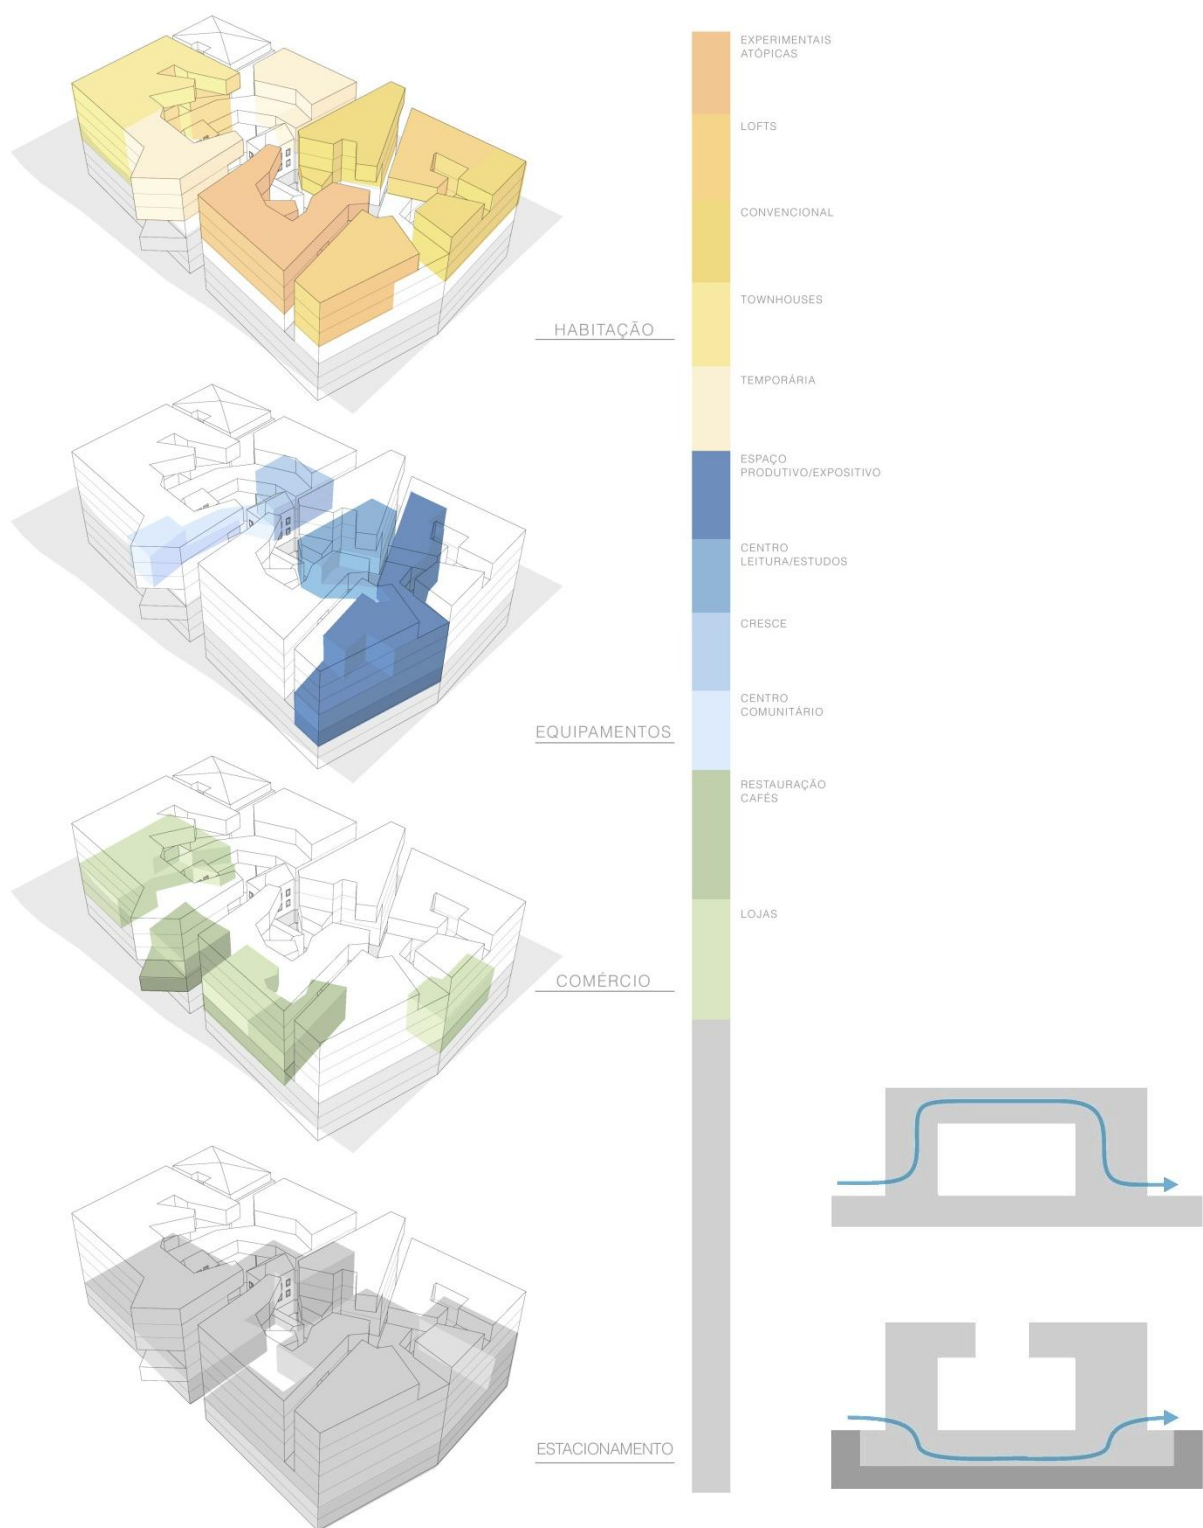 EXPERIMENTAIS
ATÓPICAS
LOFTS
CONVENCIONAL
TOWNHOUSES
HABITAÇÃO
TEMPORÁRIA
ESPAÇO
PRODUTIVO/EXPOSITIVO
CENTRO
LEITURA/ESTUDOS
CRESCE
CENTRO
COMUNITÁRIO
EQUIPAMENTOS
RESTAURAÇÃO
CAFÉS
LOJAS
COMÉRCIO
ESTACIONAMENTO